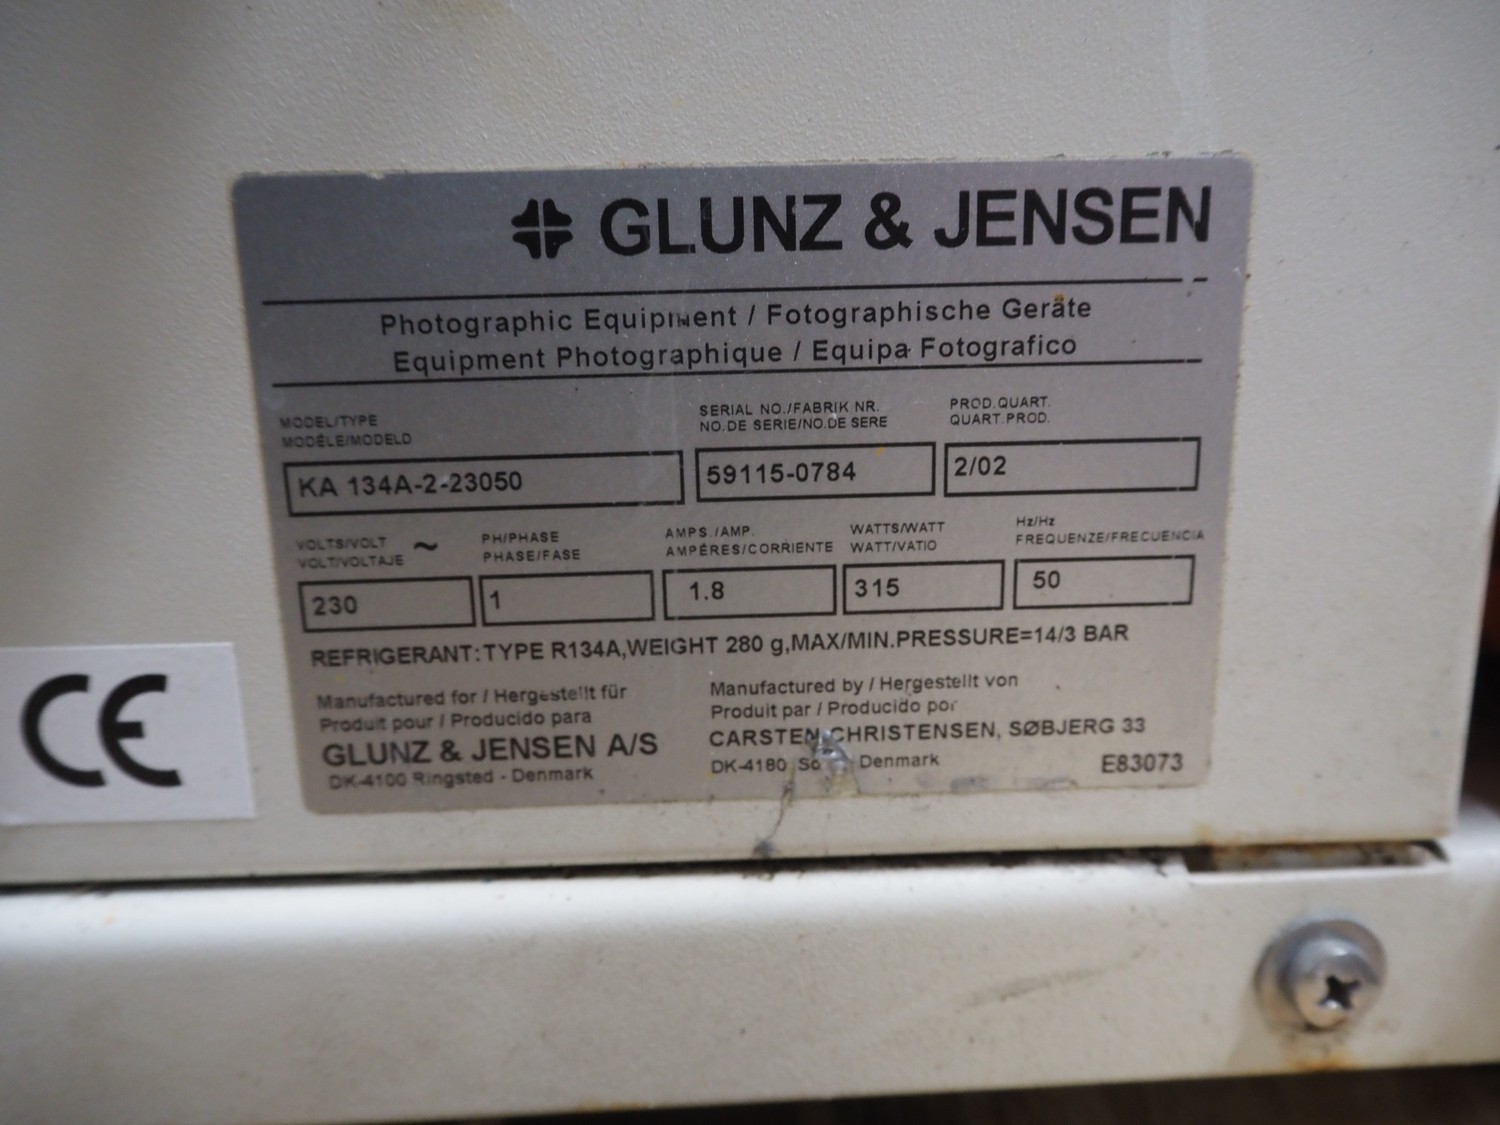 GLUNZ & JENSEN
Photographic Equipment / Fotographische Geräte
Equipment Photographique / Equipa Fotografico
MODEL/TYPE
MODÉLE/MODELD
SERIAL NO./FABRIK NR.
NO.DE SERIE/NO.DE SERE
PROD.QUART.
QUART.PROD.
KA 134A-2-23050
59115-0784
2/02
VOLTS/VOLT ~
VOLT/VOLTAJE
PH/PHASE
PHASE/FASE
AMPS./AMP.
AMPÉRES/CORRIENTE
WATTS/WATT
WATT/VATIO
Hz/Hz
FREQUENZE/FRECUENCIA
230
1
1.8
315
50
REFRIGERANT:TYPE R134A,WEIGHT 280 g,MAX/MIN.PRESSURE=14/3 BAR
Manufactured for / Hergestellt für
Produit pour / Producido para
GLUNZ & JENSEN A/S
DK-4100 Ringsted - Denmark
Manufactured by / Hergestellt von
Produit par / Producido por
CARSTEN CHRISTENSEN, SØBJERG 33
DK-4180 Denmark
E83073
CE